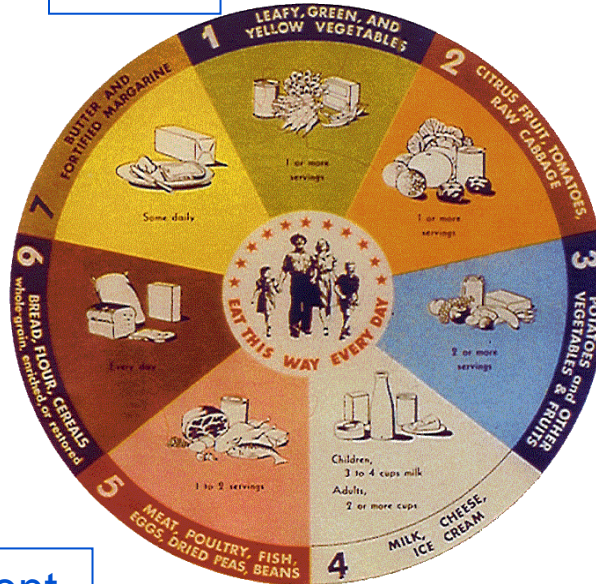 1
LEAFY, GREEN, AND
YELLOW VEGETABLES
1 or more
servings
2
CITRUS FRUIT, TOMATOES,
RAW CABBAGE
1 or more
servings
3
POTATOES and OTHER
VEGETABLES & FRUITS
2 or more
servings
4
MILK, CHEESE,
ICE CREAM
Children,
3 to 4 cups milk
Adults,
2 or more cups
5
MEAT, POULTRY, FISH,
EGGS, DRIED PEAS, BEANS
1 to 2 servings
6
BREAD, FLOUR, CEREALS
whole-grain, enriched, or restored
Every day
7
BUTTER AND
FORTIFIED MARGARINE
Some daily
EAT THIS WAY EVERY DAY